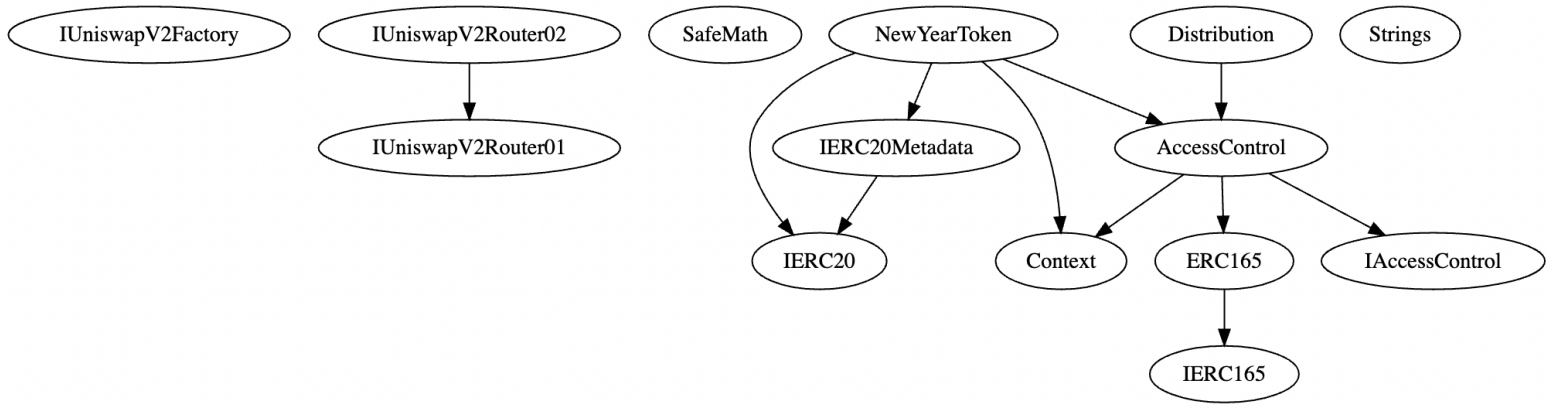 IUniswapV2Factory
IUniswapV2Router02
SafeMath
NewYearToken
Distribution
Strings
IUniswapV2Router01
IERC20Metadata
AccessControl
IERC20
Context
ERC165
IAccessControl
IERC165